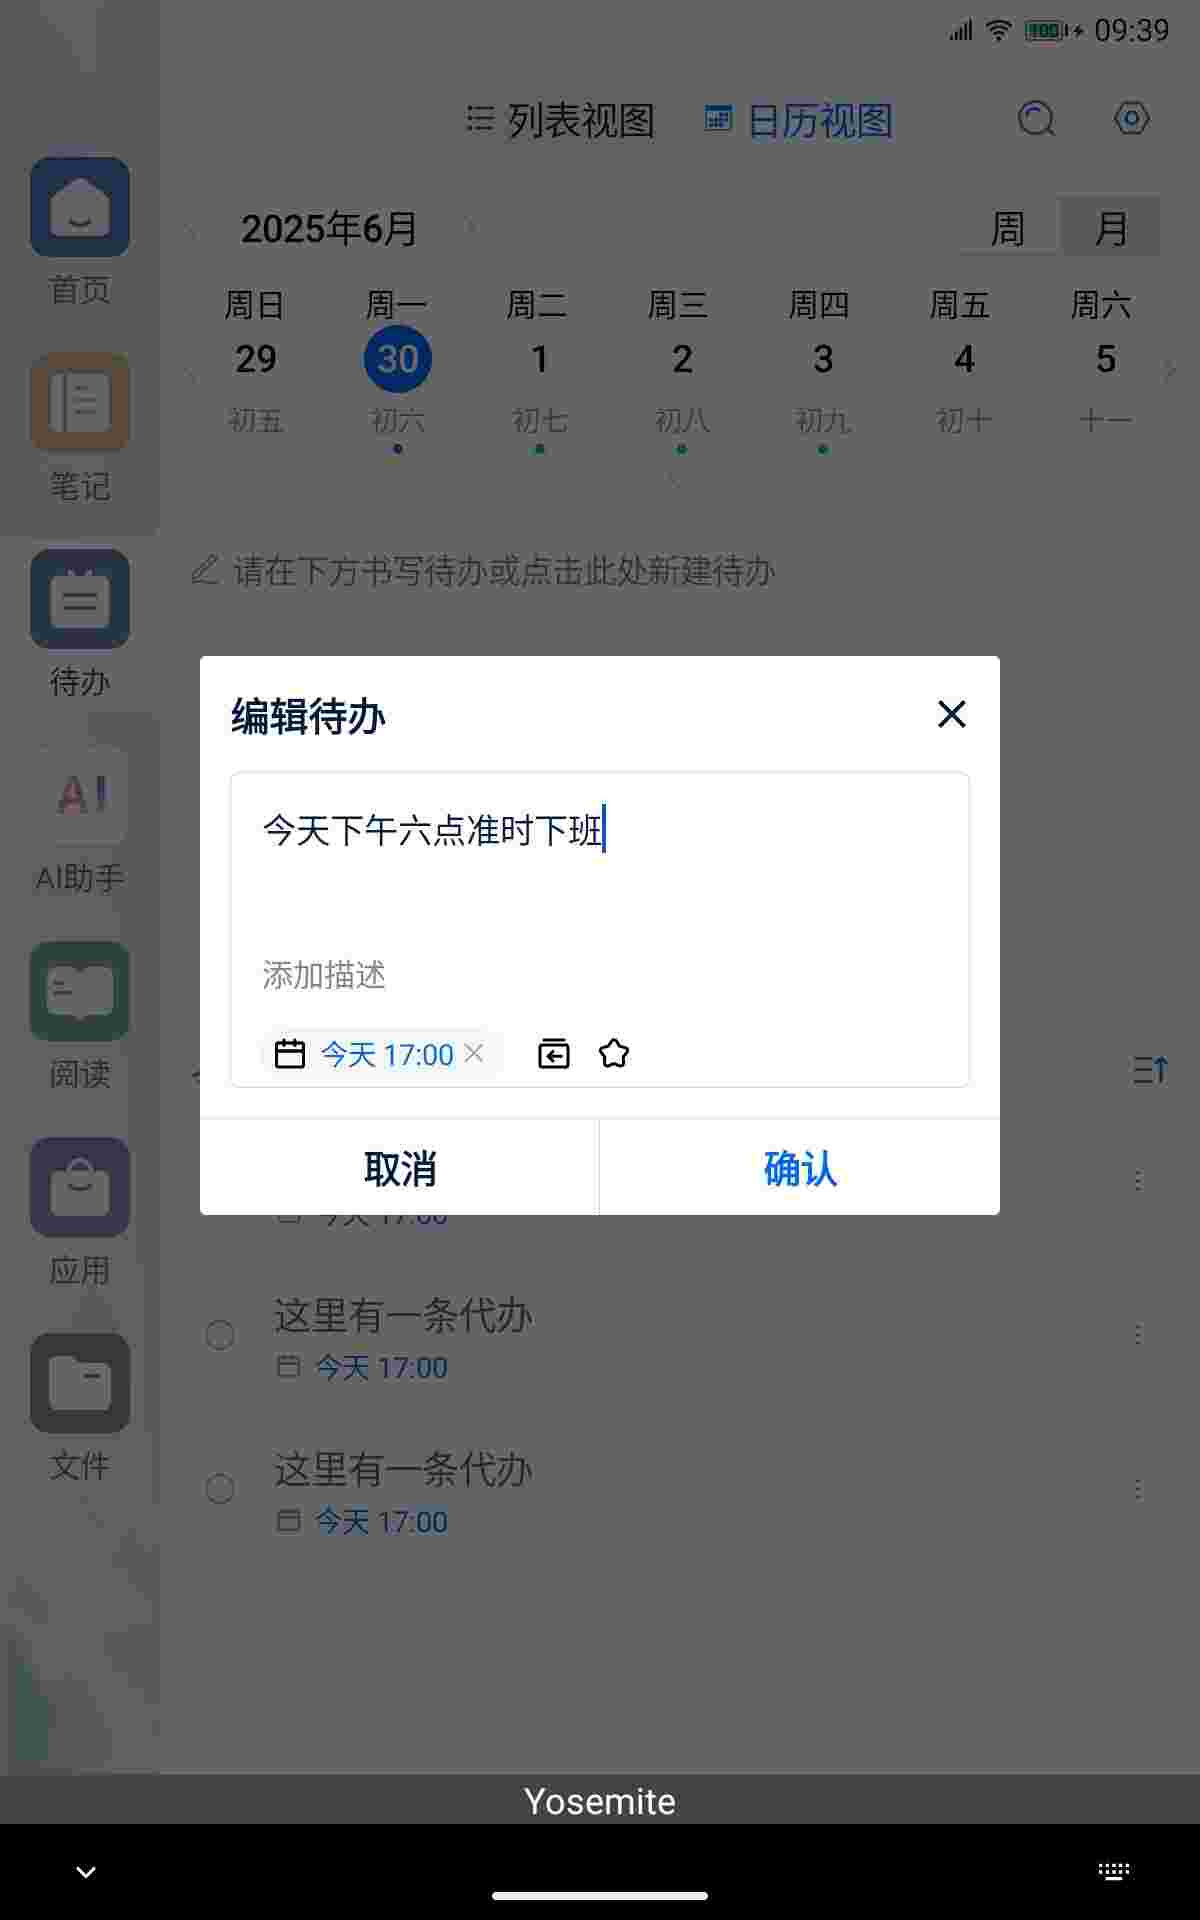 100 09:39
列表视图 日历视图
2025年6月 周 月
周日 周一 周二 周三 周四 周五 周六
29 30 1 2 3 4 5
初五 初六 初七 初八 初九 初十 十一
请在下方书写待办或点击此处新建待办
首页
笔记
待办
AI
AI助手
阅读
应用
文件
编辑待办
今天下午六点准时下班
添加描述
今天 17:00
取消 确认
今天 17:00
这里有一条代办
今天 17:00
这里有一条代办
今天 17:00
Yosemite